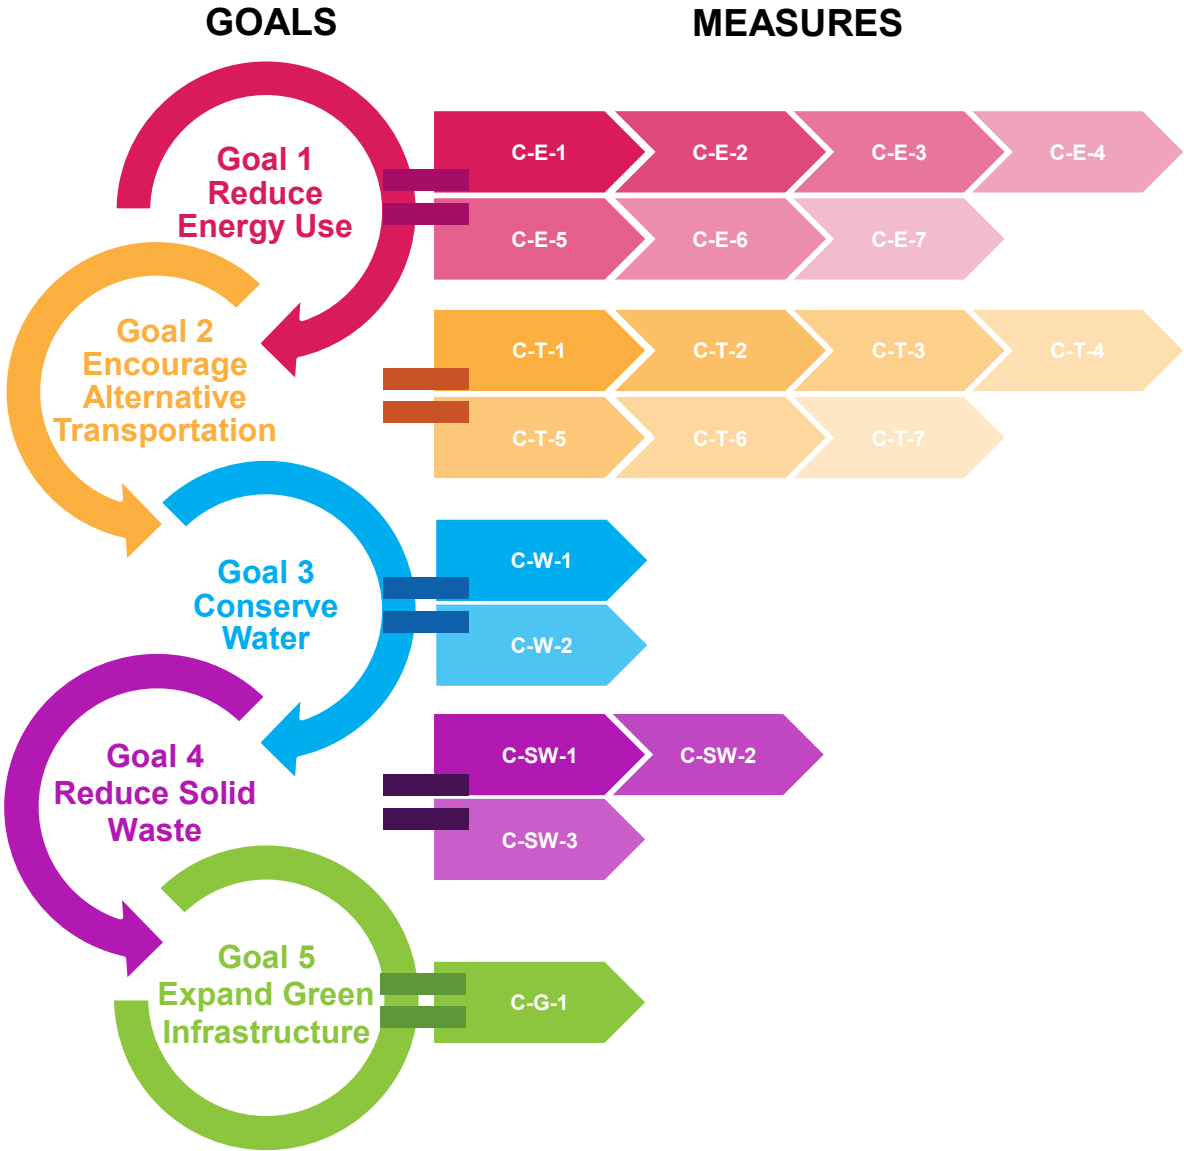 GOALS
MEASURES
Goal 1
Reduce
Energy Use
C-E-1
C-E-2
C-E-3
C-E-4
C-E-5
C-E-6
C-E-7
Goal 2
Encourage
Alternative
Transportation
C-T-1
C-T-2
C-T-3
C-T-4
C-T-5
C-T-6
C-T-7
Goal 3
Conserve
Water
C-W-1
C-W-2
Goal 4
Reduce Solid
Waste
C-SW-1
C-SW-2
C-SW-3
Goal 5
Expand Green
Infrastructure
C-G-1